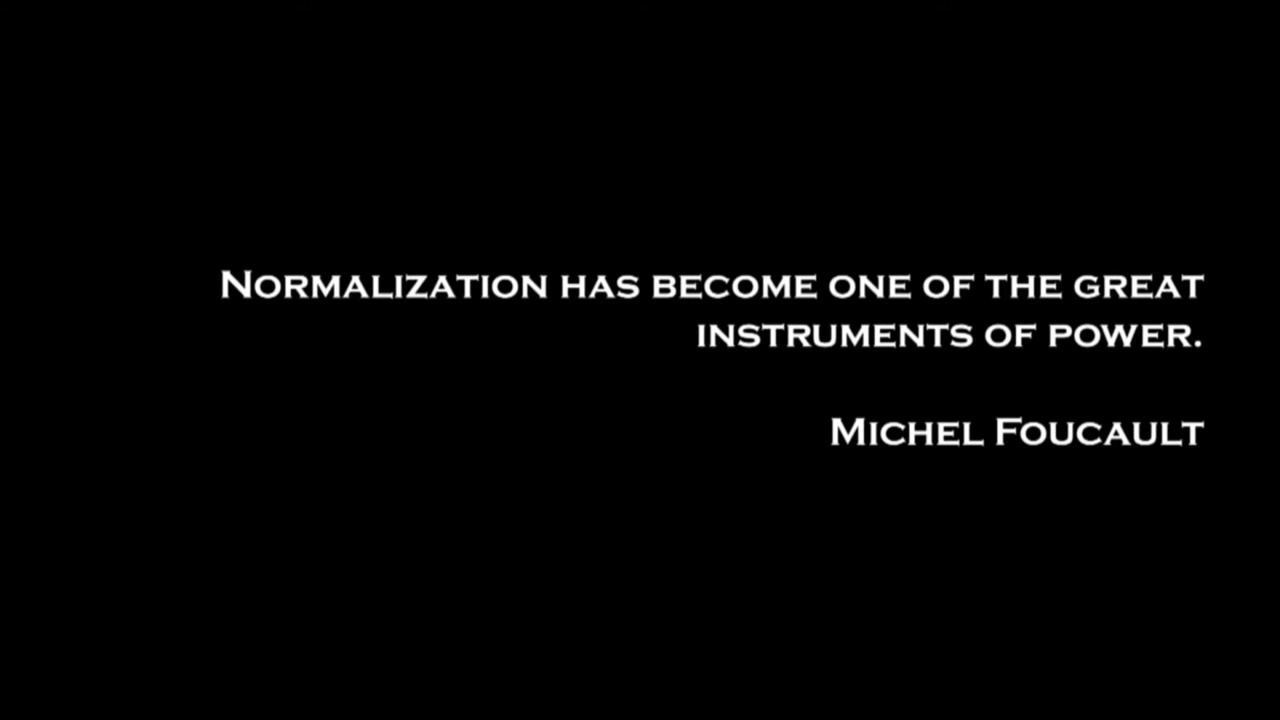 Normalization has become one of the great
instruments of power.
Michel Foucault